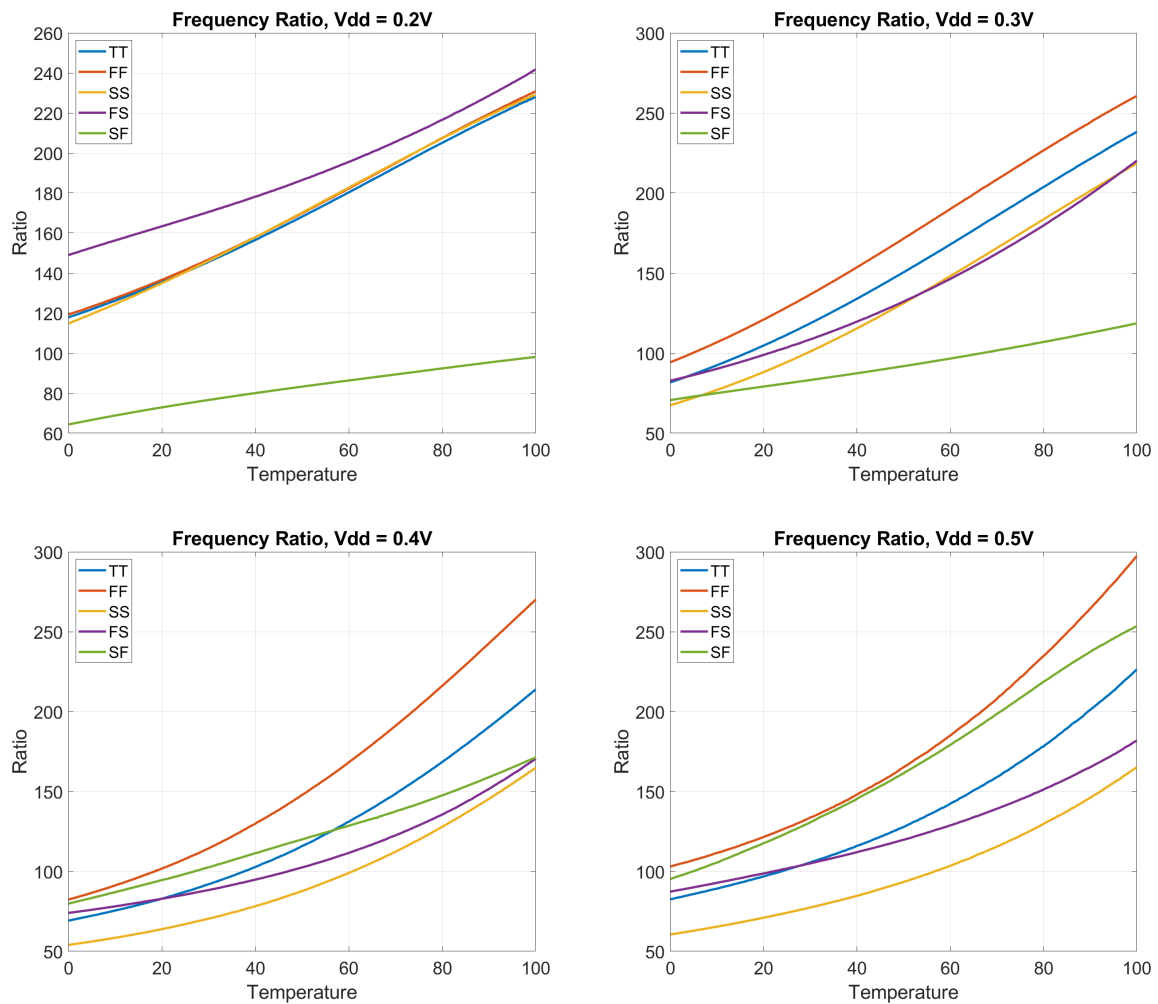 Frequency Ratio, Vdd = 0.2V
260
240
220
200
180
160
140
120
100
80
60
Ratio
TT
FF
SS
FS
SF
0 20 40 60 80 100
Temperature
Frequency Ratio, Vdd = 0.3V
300
250
200
150
100
50
Ratio
TT
FF
SS
FS
SF
0 20 40 60 80 100
Temperature
Frequency Ratio, Vdd = 0.4V
300
250
200
150
100
50
Ratio
TT
FF
SS
FS
SF
0 20 40 60 80 100
Temperature
Frequency Ratio, Vdd = 0.5V
300
250
200
150
100
50
Ratio
TT
FF
SS
FS
SF
0 20 40 60 80 100
Temperature